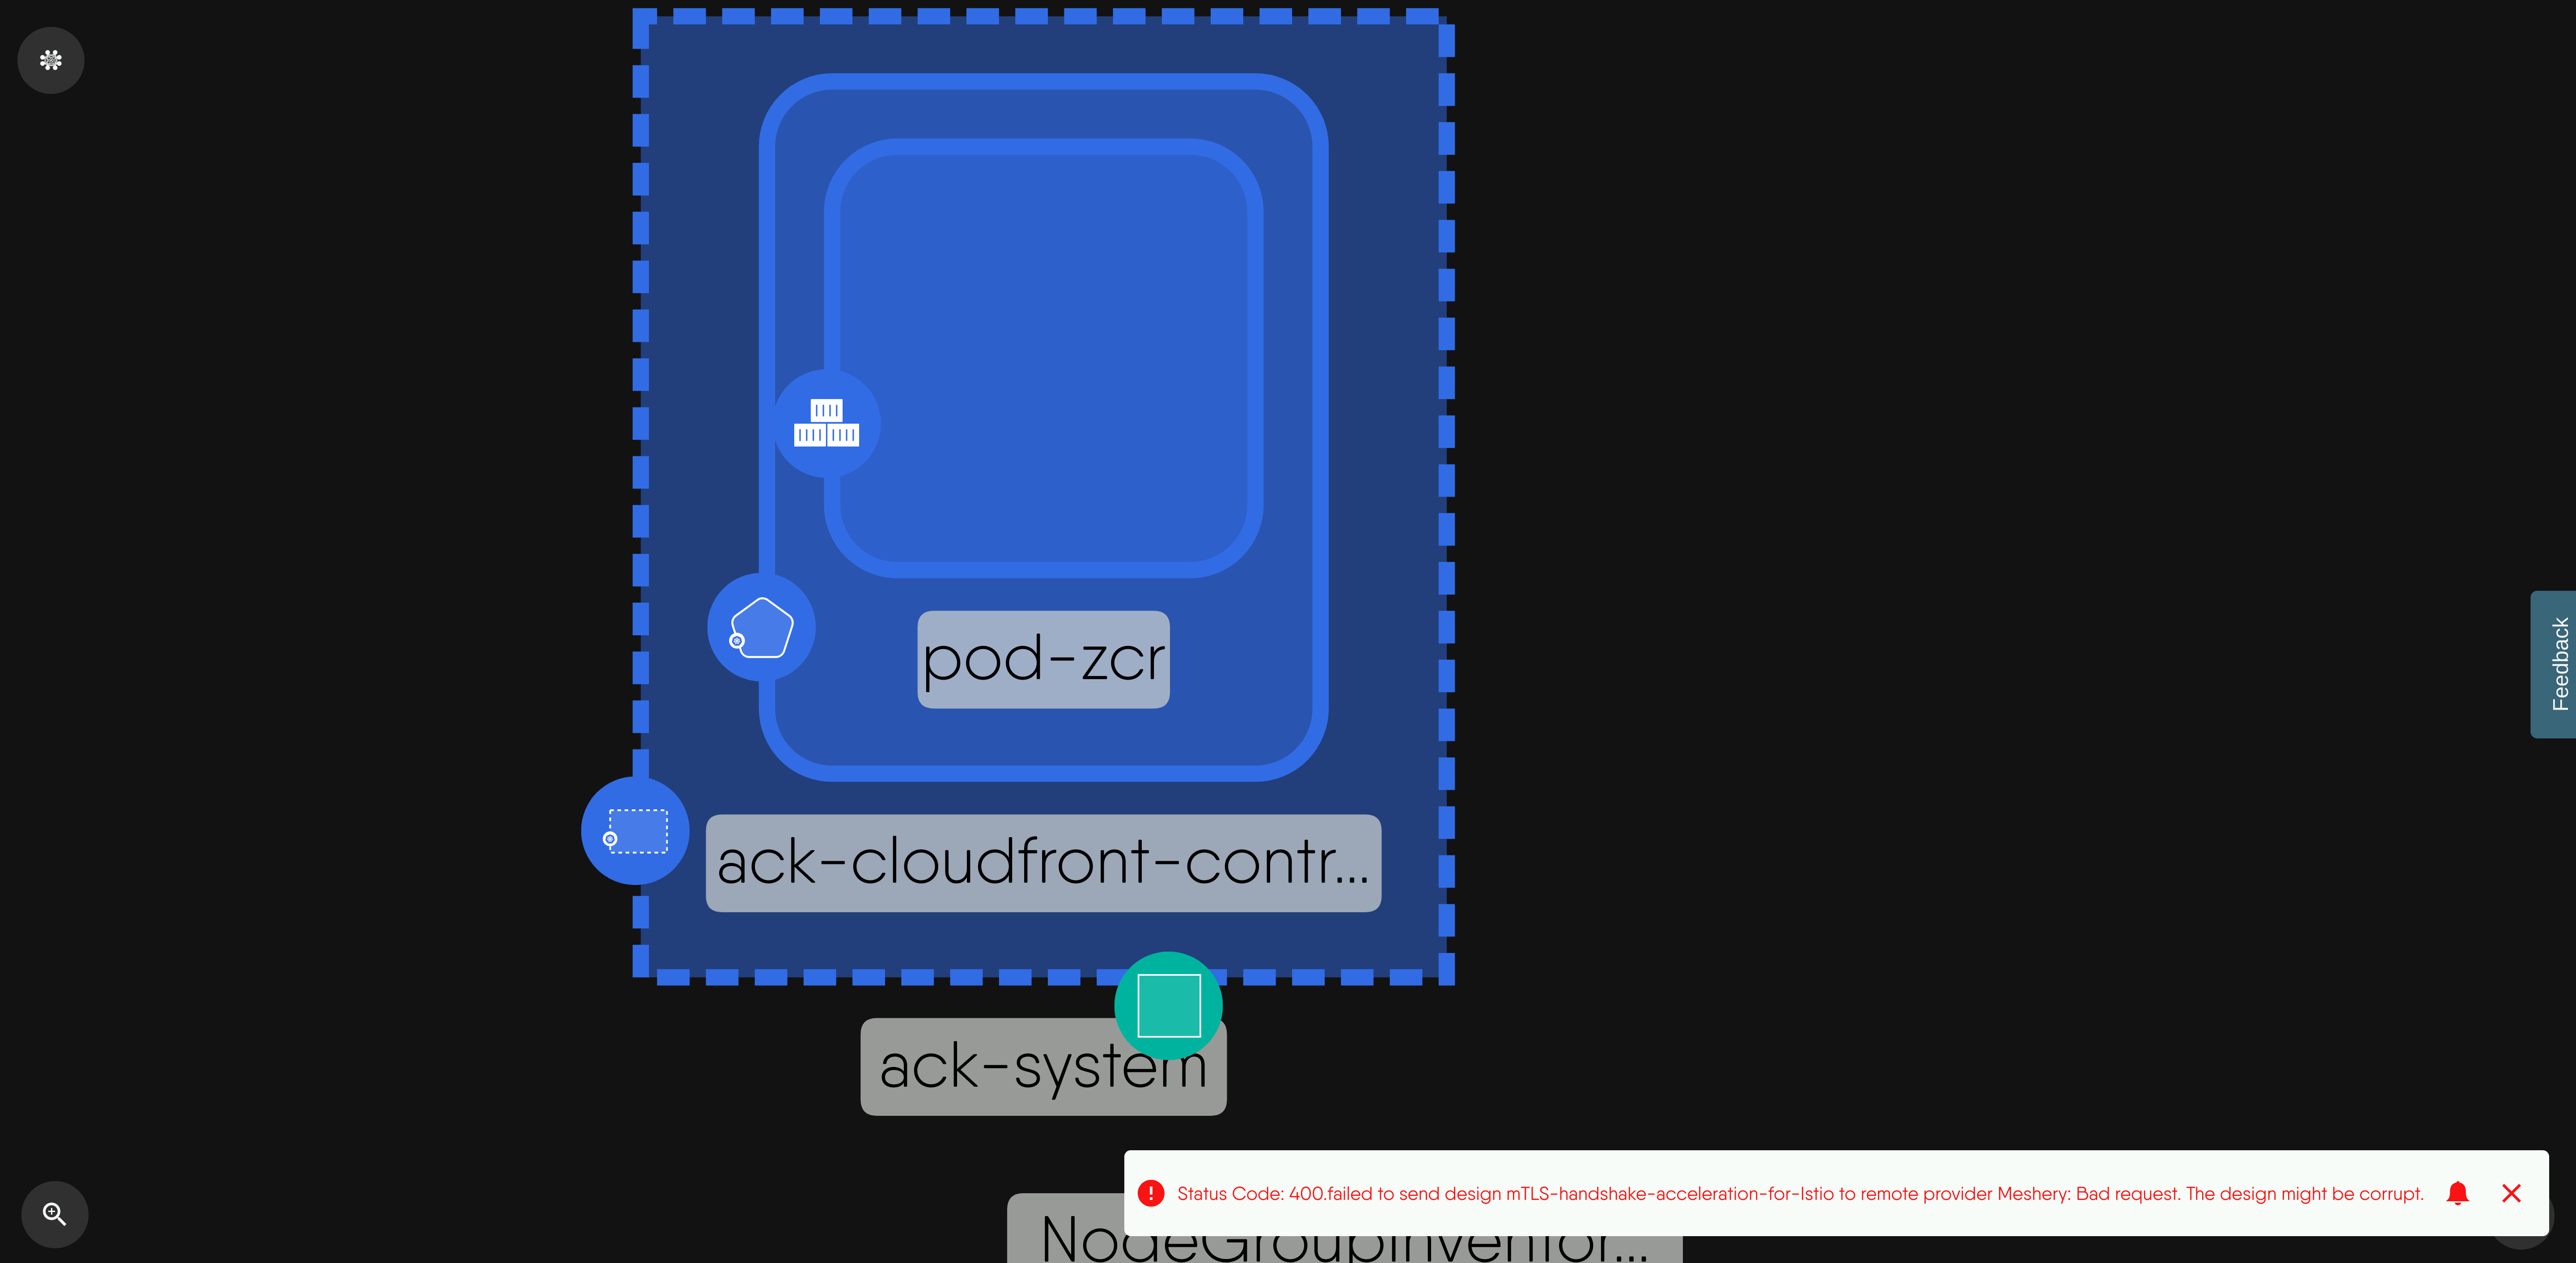 pod-zcr
ack-cloudfront-contr...
ack-system
Feedback
Status Code: 400.failed to send design mTLS-handshake-acceleration-for-Istio to remote provider Meshery: Bad request. The design might be corrupt.
NodeGroupInventor...